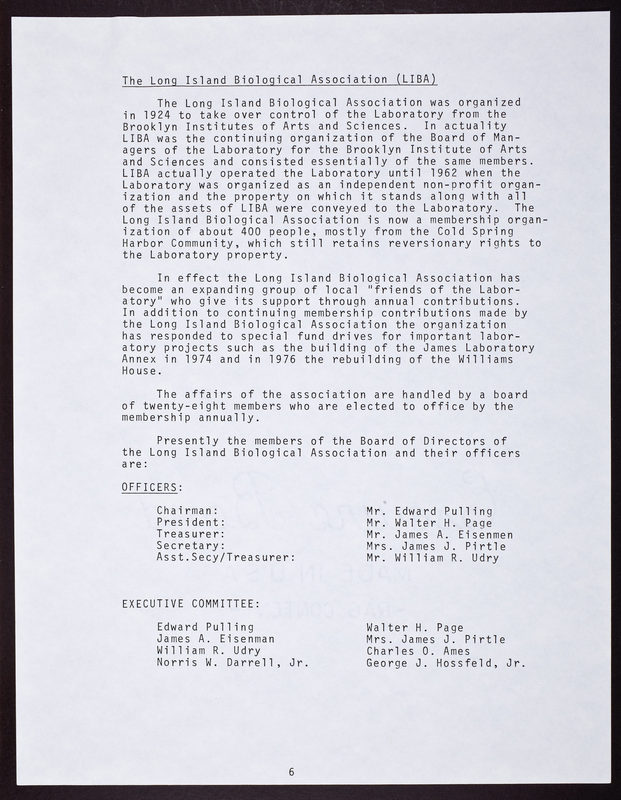 The Long Island Biological Association (LIBA)
The Long Island Biological Association was organized
in 1924 to take over control of the Laboratory from the
Brooklyn Institutes of Arts and Sciences. In actuality
LIBA was the continuing organization of the Board of Man-
agers of the Laboratory for the Brooklyn Institute of Arts
and Sciences and consisted essentially of the same members.
LIBA actually operated the Laboratory until 1962 when the
Laboratory was organized as an independent non-profit organ-
ization and the property on which it stands along with all
of the assets of LIBA were conveyed to the Laboratory. The
Long Island Biological Association is now a membership organ-
ization of about 400 people, mostly from the Cold Spring
Harbor Community, which still retains reversionary rights to
the Laboratory property.
In effect the Long Island Biological Association has
become an expanding group of local "friends of the Labor-
atory" who give its support through annual contributions.
In addition to continuing membership contributions made by
the Long Island Biological Association the organization
has responded to special fund drives for important labor-
atory projects such as the building of the James Laboratory
Annex in 1974 and in 1976 the rebuilding of the Williams
House.
The affairs of the association are handled by a board
of twenty-eight members who are elected to office by the
membership annually.
Presently the members of the Board of Directors of
the Long Island Biological Association and their officers
are:
OFFICERS:
Chairman: Mr. Edward Pulling
President: Mr. Walter H. Page
Treasurer: Mr. James A. Eisenmen
Secretary: Mrs. James J. Pirtle
Asst.Secy/Treasurer: Mr. William R. Udry
EXECUTIVE COMMITTEE:
Edward Pulling Walter H. Page
James A. Eisenman Mrs. James J. Pirtle
William R. Udry Charles O. Ames
Norris W. Darrell, Jr. George J. Hossfeld, Jr.
6